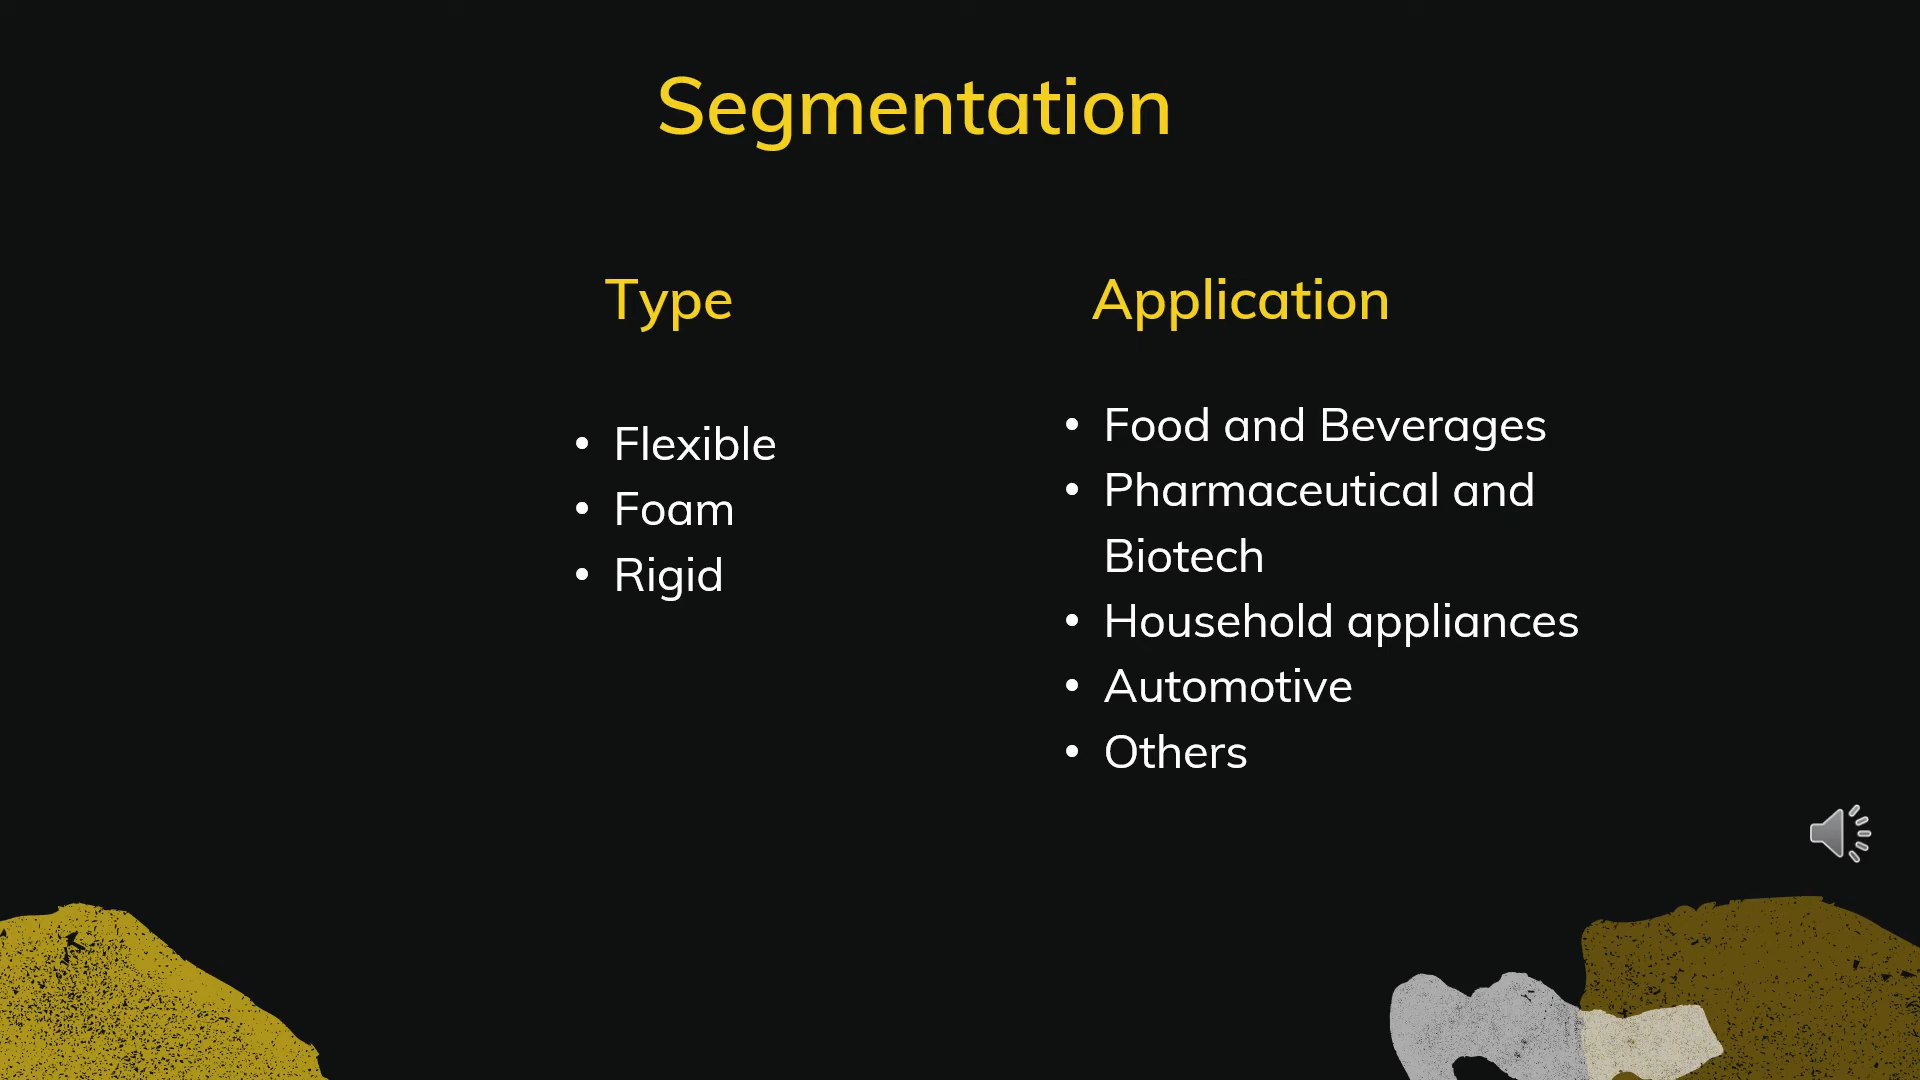 Segmentation
Type
• Flexible
• Foam
• Rigid
Application
• Food and Beverages
• Pharmaceutical and
Biotech
• Household appliances
• Automotive
• Others